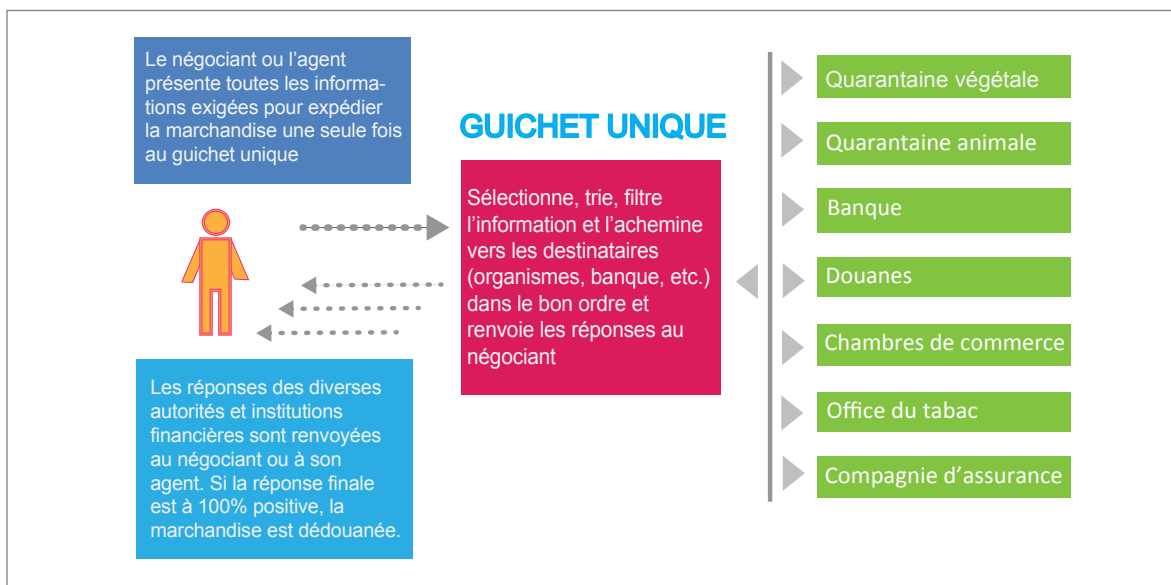 Le négociant ou l'agent
présente toutes les informa-
tions exigées pour expédier
la marchandise une seule fois
au guichet unique
GUICHET UNIQUE
Sélectionne, trie, filtre
l'information et l'achemine
vers les destinataires
(organismes, banque, etc.)
dans le bon ordre et
renvoie les réponses au
négociant
Les réponses des diverses
autorités et institutions
financières sont renvoyées
au négociant ou à son
agent. Si la réponse finale
est à 100% positive, la
marchandise est dédouanée.
Quarantaine végétale
Quarantaine animale
Banque
Douanes
Chambres de commerce
Office du tabac
Compagnie d'assurance